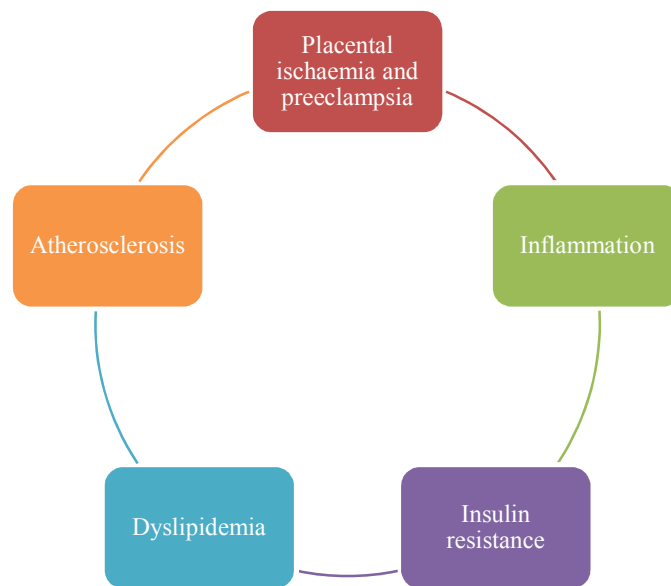 Placental
ischaemia and
preeclampsia
Atherosclerosis
Inflammation
Dyslipidemia
Insulin
resistance